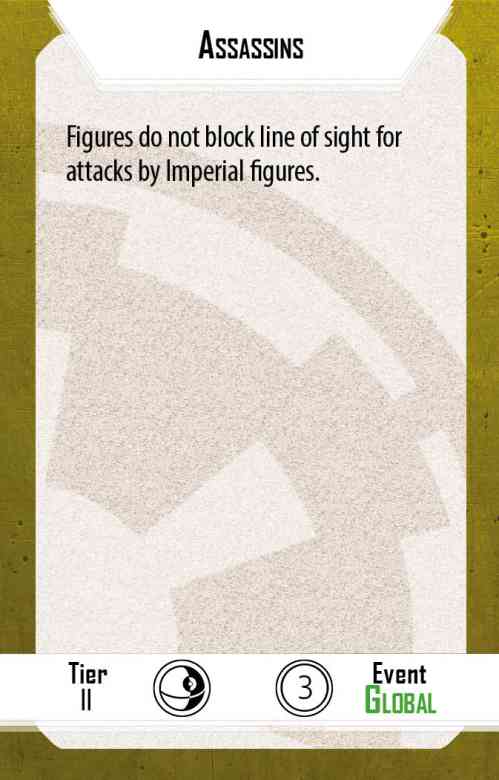 Assassins
Figures do not block line of sight for
attacks by Imperial figures.
Tier
II
3
Event
Global